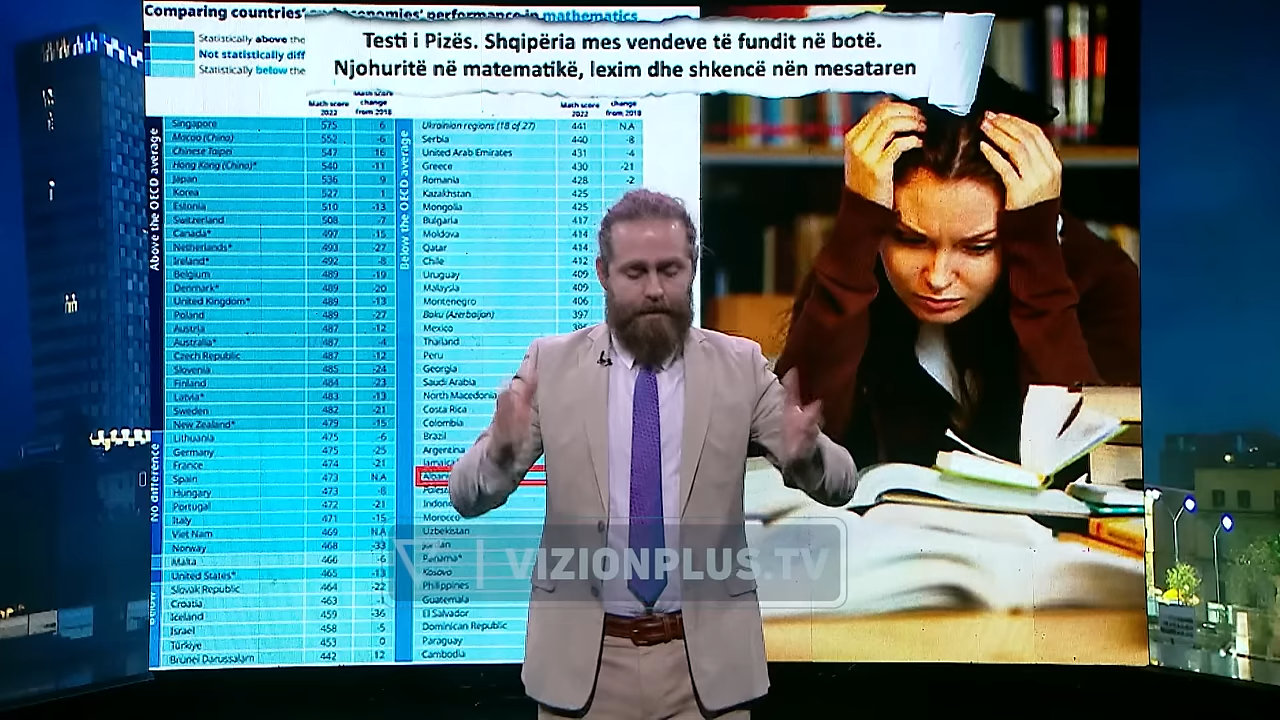 Comparing countries' and economies' performance in mathematics
Testi i Pizës. Shqipëria mes vendeve të fundit në botë.
Njohuritë në matematikë, lexim dhe shkencë nën mesataren
Statistically above the
Not statistically diff
Statistically below the
Math score 2022
Math score change from 2018
Math score 2022
change from 2018
Above the OECD average
No difference
Below
Below the OECD average
Singapore 575 6
Macao (China) 552 -6
Chinese Taipei 547 16
Hong Kong (China)* 540 -11
Japan 536 9
Korea 527 1
Estonia 510 -13
Switzerland 508 -7
Canada* 497 -15
Netherlands* 493 -27
Ireland* 492 -8
Belgium 489 -19
Denmark* 489 -20
United Kingdom* 489 -13
Poland 489 -27
Austria 487 -12
Australia* 487 -4
Czech Republic 487 -12
Slovenia 485 -24
Finland 484 -23
Latvia* 483 -13
Sweden 482 -21
New Zealand* 479 -15
Lithuania 475 -6
Germany 475 -25
France 474 -21
Spain 473 N.A
Hungary 473 -8
Portugal 472 -21
Italy 471 -15
Viet Nam 469 N.A
Norway 468 -33
Malta 466 -6
United States* 465 -13
Slovak Republic 464 -22
Croatia 463 -1
Iceland 459 -36
Israel 458 -5
Türkiye 453 0
Brunei Darussalam 442 12
Ukrainian regions (18 of 27) 441 N.A
Serbia 440 -8
United Arab Emirates 431 -4
Greece 430 -21
Romania 428 -2
Kazakhstan 425
Mongolia 425
Bulgaria 417
Moldova 414
Qatar 414
Chile 412
Uruguay 409
Malaysia 409
Montenegro 406
Baku (Azerbaijan) 397
Mexico
Thailand
Peru
Georgia
Saudi Arabia
North Macedonia
Costa Rica
Colombia
Brazil
Argentina
Jamaica*
Alban
Palest
Indon
Morocco
Uzbekistan
Jordan
Panama*
Kosovo
Philippines
Guatemala
El Salvador
Dominican Republic
Paraguay
Cambodia
VIZIONPLUS.TV